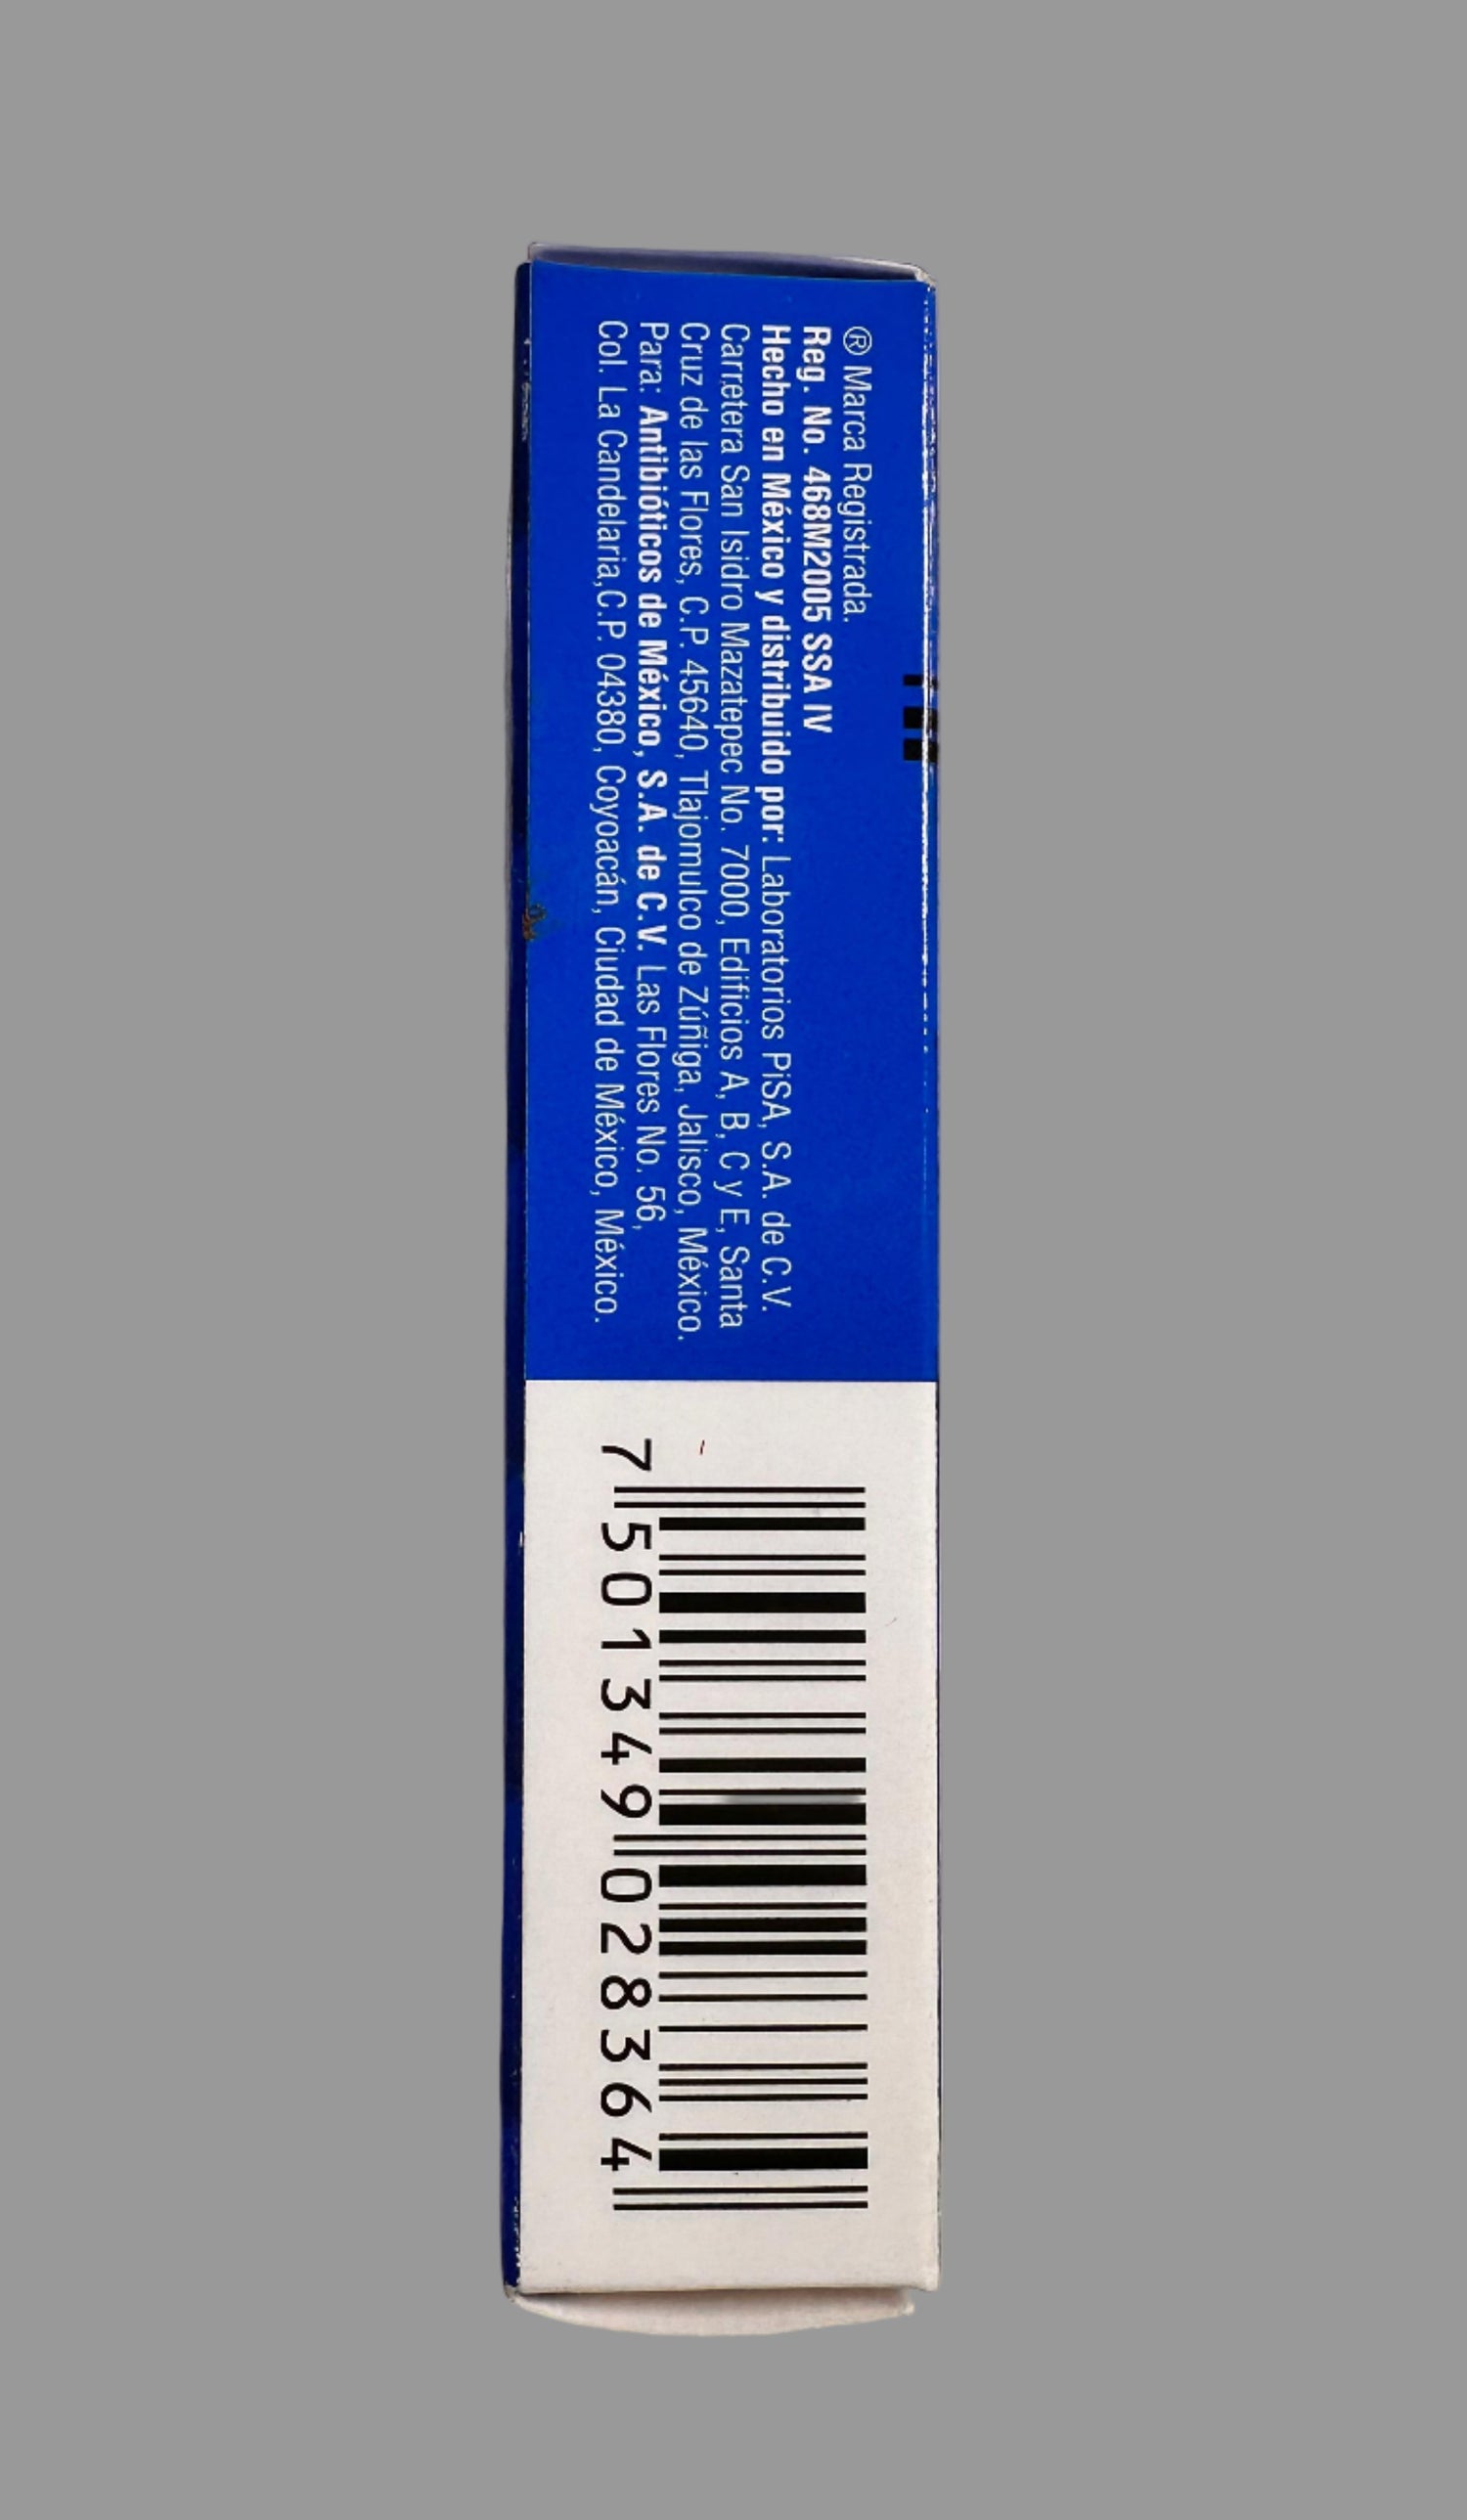 ® Marca Registrada.
Reg. No. 468M2005 SSA IV
Hecho en México y distribuido por: Laboratorios PiSA, S.A. de C.V.
Carretera San Isidro Mazatepec No. 7000, Edificios A, B, C y E, Santa
Cruz de las Flores, C.P. 45640, Tlajomulco de Zúñiga, Jalisco, México.
Para: Antibióticos de México, S.A. de C.V. Las Flores No. 56,
Col. La Candelaria,C.P. 04380, Coyoacán, Ciudad de México, México.
7 501349 028364